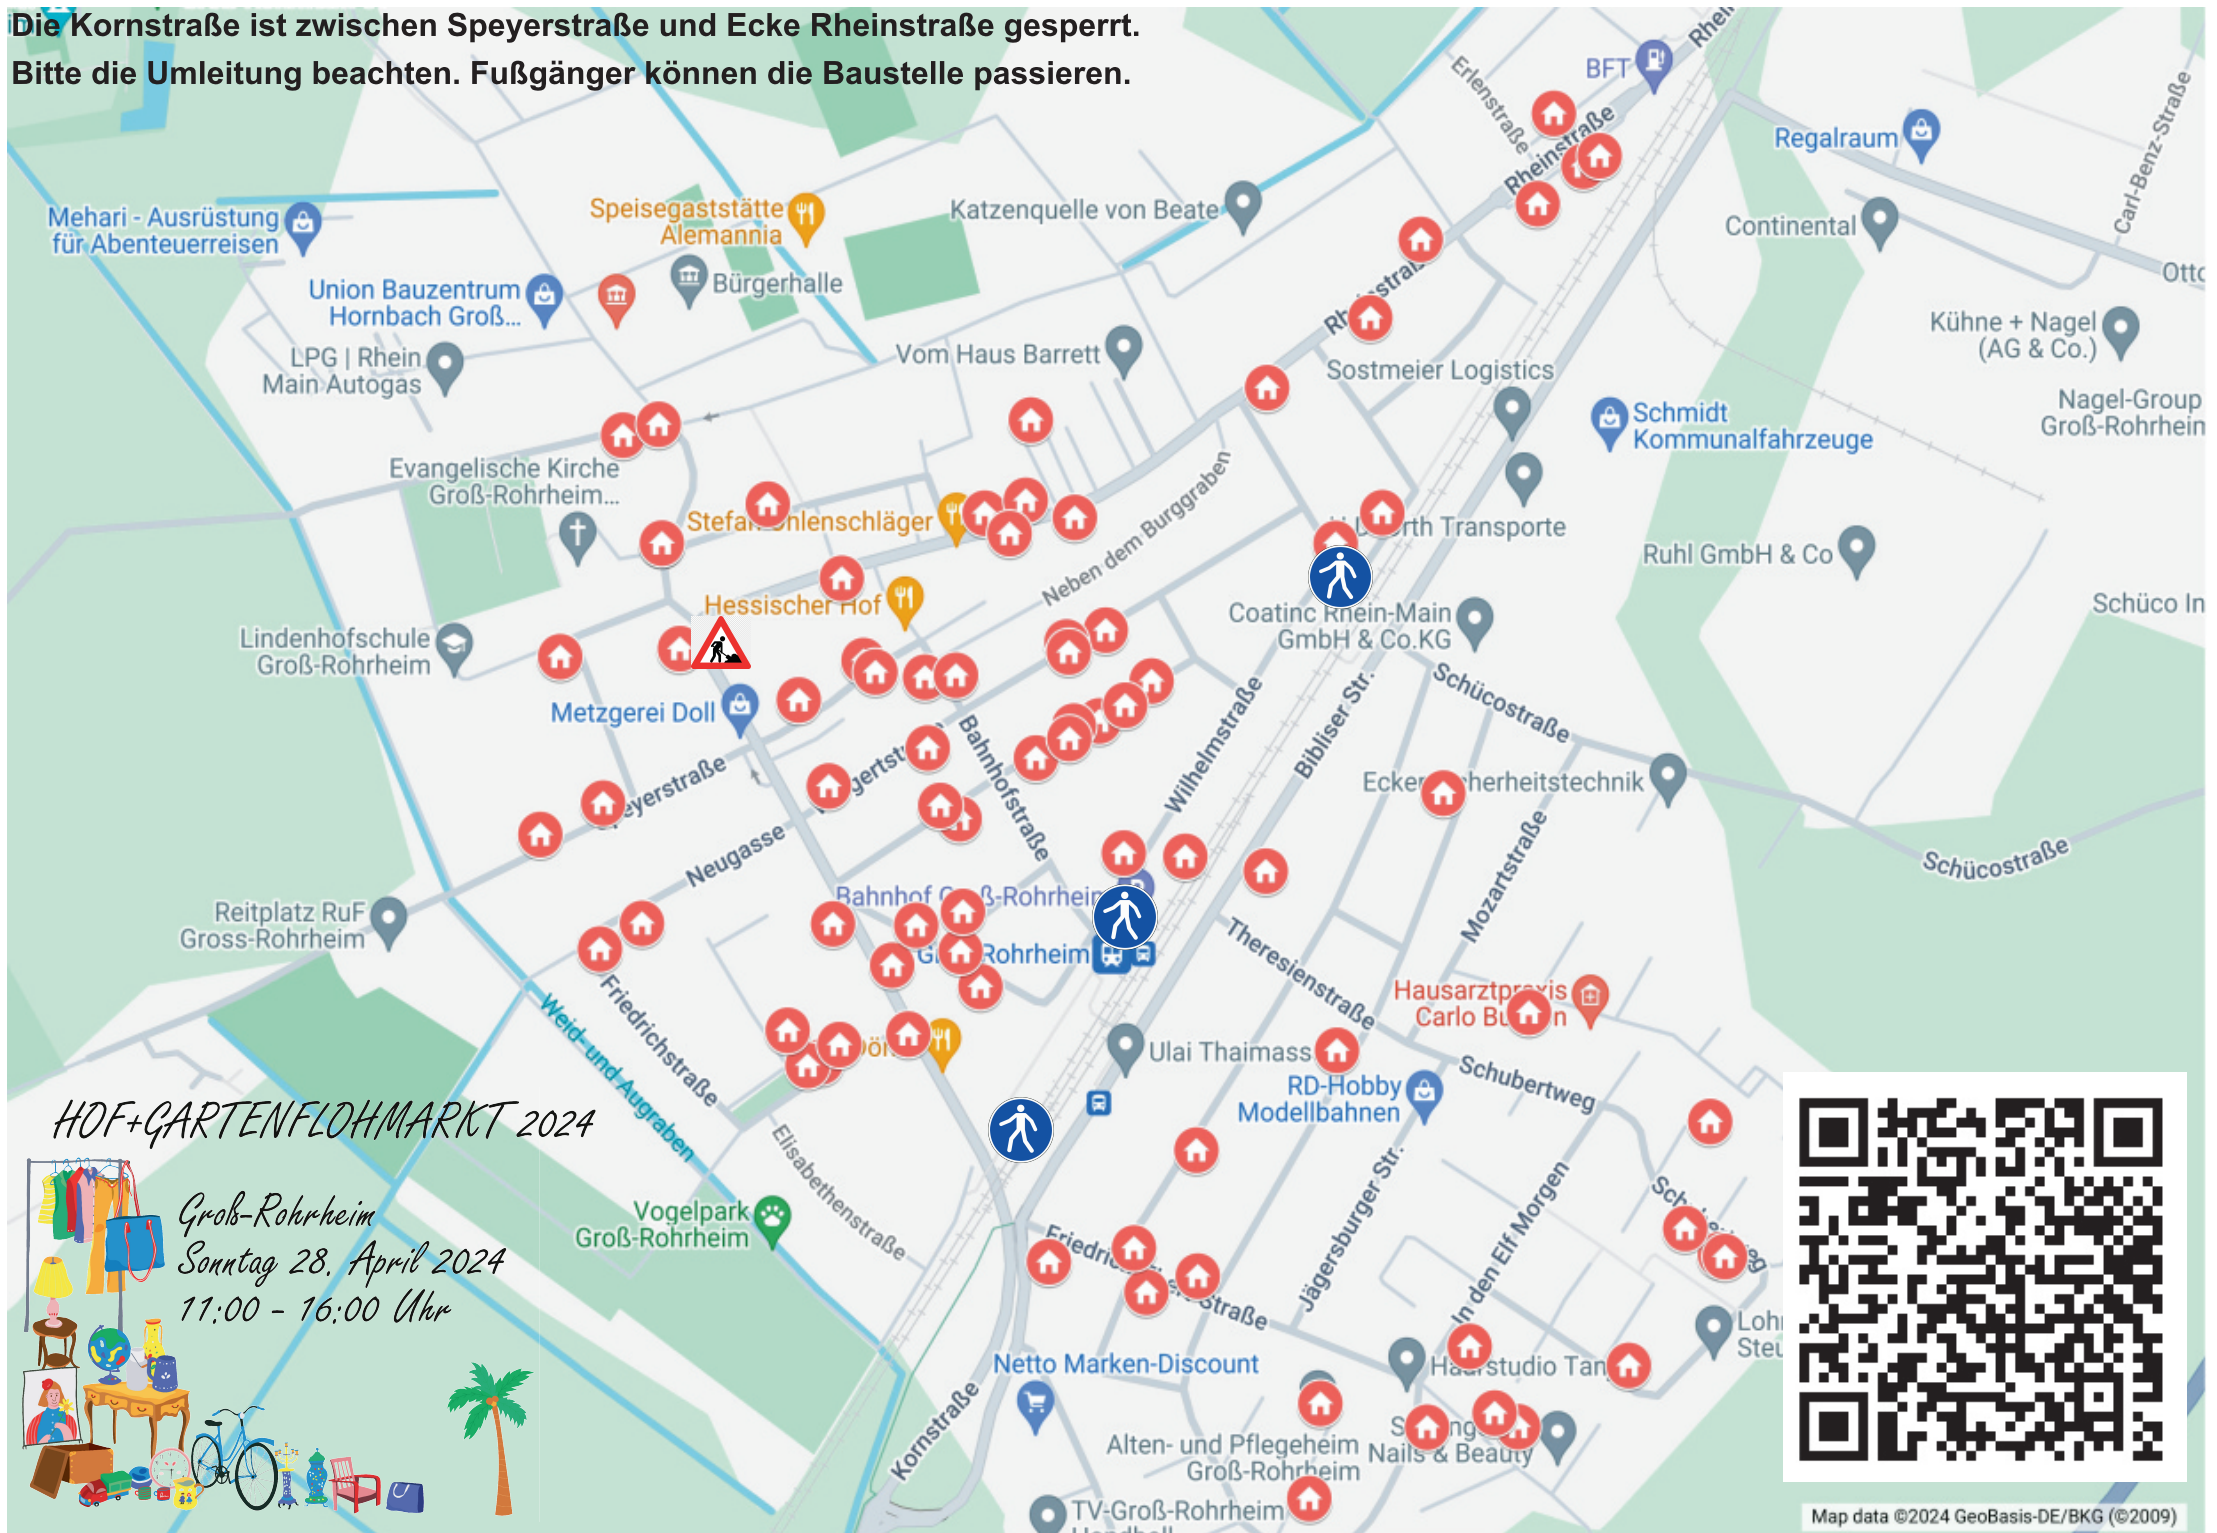 Die Kornstraße ist zwischen Speyerstraße und Ecke Rheinstraße gesperrt.
Bitte die Umleitung beachten. Fußgänger können die Baustelle passieren.
BFT
Erlenstraße
Rheinstraße
Regalraum
Carl-Benz-Straße
Mehari - Ausrüstung
für Abenteuerreisen
Speisegaststätte
Alemannia
Katzenquelle von Beate
Continental
Union Bauzentrum
Hornbach Groß...
Bürgerhalle
Kühne + Nagel
(AG & Co.)
LPG | Rhein
Main Autogas
Vom Haus Barrett
Sostmeier Logistics
Schmidt
Kommunalfahrzeuge
Nagel-Group
Evangelische Kirche
Groß-Rohrheim...
Neben dem Burggraben
Transporte
Ruhl GmbH & Co
Hessischer Hof
Coatinc Rhein-Main
GmbH & Co.KG
Schüco
Lindenhofschule
Groß-Rohrheim
Metzgerei Doll
Schücostraße
Bahnhofstraße
Wilhelmstraße
Bibliser Str.
Neugasse
Mozartstraße
Schücostraße
Reitplatz RuF
Gross-Rohrheim
Bahnhof
Rohrheim
Theresienstraße
Hausarztpraxis
Carlo
Friedrichstraße
Weid- und Augraben
Ulai Thaimass
RD-Hobby
Modellbahnen
Schubertweg
Elisabethenstraße
Vogelpark
Groß-Rohrheim
Jägersburger Str.
In den Elf Morgen
Straße
Netto Marken-Discount
Kornstraße
Alten- und Pflegeheim
Groß-Rohrheim
Nails & Beauty
TV-Groß-Rohrheim
HOF+GARTENFLOHMARKT 2024
Groß-Rohrheim
Sonntag 28. April 2024
11:00 - 16:00 Uhr
Map data ©2024 GeoBasis-DE/BKG (©2009)